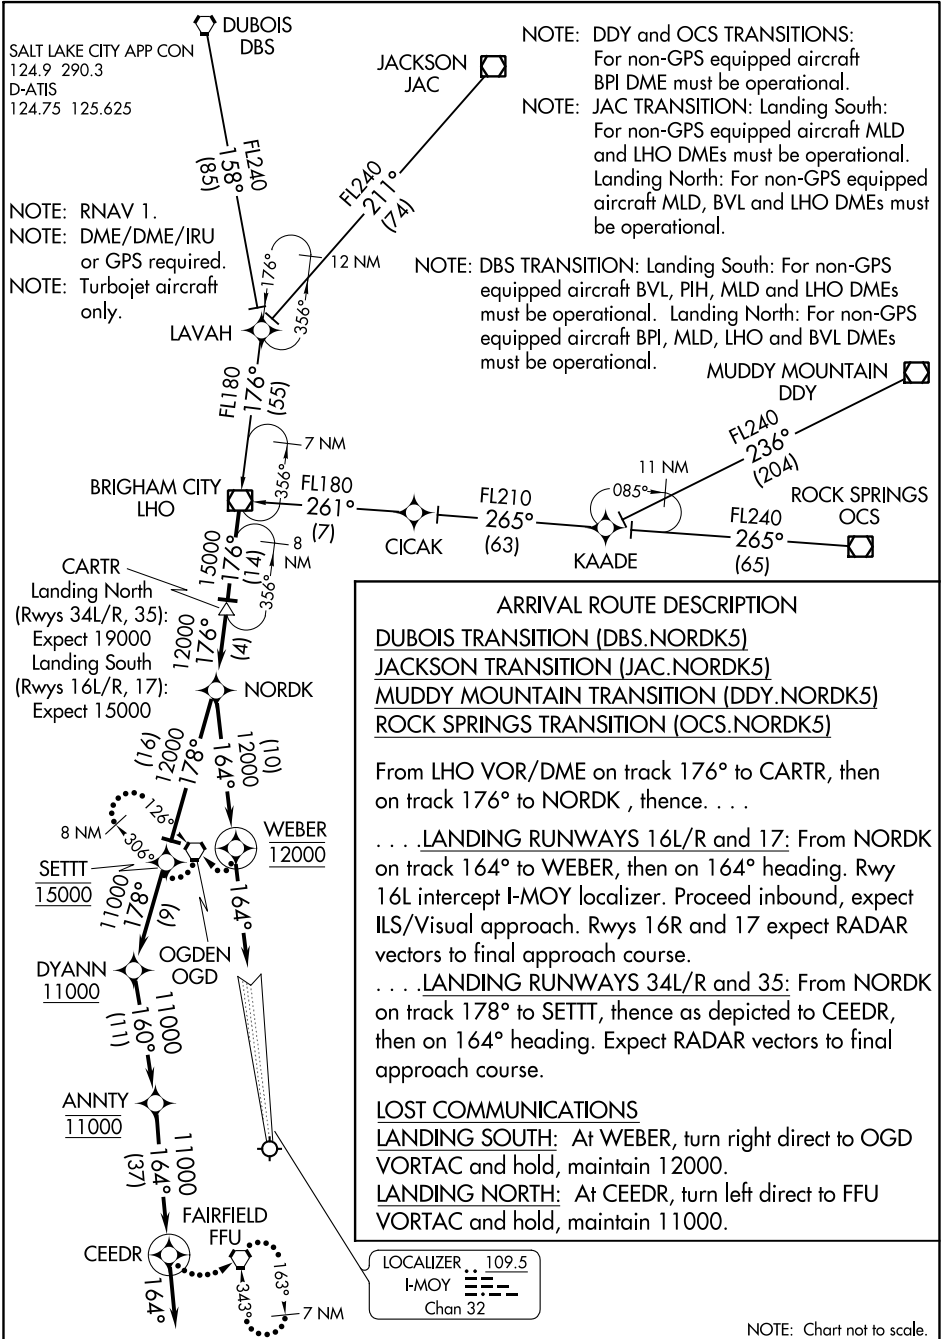 DUBOIS
DBS
SALT LAKE CITY APP CON
124.9 290.3
D-ATIS
124.75 125.625
JACKSON
JAC
NOTE: DDY and OCS TRANSITIONS:
For non-GPS equipped aircraft
BPI DME must be operational.
NOTE: JAC TRANSITION: Landing South:
For non-GPS equipped aircraft MLD
and LHO DMEs must be operational.
Landing North: For non-GPS equipped
aircraft MLD, BVL and LHO DMEs must
be operational.
FL240
158°
(85)
FL240
211°
(74)
NOTE: RNAV 1.
NOTE: DME/DME/IRU
or GPS required.
NOTE: Turbojet aircraft
only.
176°
356°
12 NM
NOTE: DBS TRANSITION: Landing South: For non-GPS
equipped aircraft BVL, PIH, MLD and LHO DMEs
must be operational. Landing North: For non-GPS
equipped aircraft BPI, MLD, LHO and BVL DMEs
must be operational.
LAVAH
FL180
176°
(55)
MUDDY MOUNTAIN
DDY
FL240
236°
(204)
7 NM
356°
BRIGHAM CITY
LHO
FL180
261°
(7)
CICAK
FL210
265°
(63)
11 NM
085°
KAADE
FL240
265°
(65)
ROCK SPRINGS
OCS
15000
176°
(14)
8
NM
356°
CARTR
Landing North
(Rwys 34L/R, 35):
Expect 19000
Landing South
(Rwys 16L/R, 17):
Expect 15000
12000
176°
(4)
NORDK
(16)
12000
178°
(10)
12000
164°
126°
8 NM
306°
WEBER
12000
SETTT
15000
11000
178°
(9)
164°
OGDEN
OGD
DYANN
11000
11000
160°
(11)
ANNTY
11000
11000
164°
(37)
CEEDR
FAIRFIELD
FFU
163°
343°
7 NM
164°
LOCALIZER 109.5
I-MOY
Chan 32
ARRIVAL ROUTE DESCRIPTION
DUBOIS TRANSITION (DBS.NORDK5)
JACKSON TRANSITION (JAC.NORDK5)
MUDDY MOUNTAIN TRANSITION (DDY.NORDK5)
ROCK SPRINGS TRANSITION (OCS.NORDK5)
From LHO VOR/DME on track 176° to CARTR, then
on track 176° to NORDK , thence. . . .
. . . .LANDING RUNWAYS 16L/R and 17: From NORDK
on track 164° to WEBER, then on 164° heading. Rwy
16L intercept I-MOY localizer. Proceed inbound, expect
ILS/Visual approach. Rwys 16R and 17 expect RADAR
vectors to final approach course.
. . . .LANDING RUNWAYS 34L/R and 35: From NORDK
on track 178° to SETTT, thence as depicted to CEEDR,
then on 164° heading. Expect RADAR vectors to final
approach course.
LOST COMMUNICATIONS
LANDING SOUTH: At WEBER, turn right direct to OGD
VORTAC and hold, maintain 12000.
LANDING NORTH: At CEEDR, turn left direct to FFU
VORTAC and hold, maintain 11000.
NOTE: Chart not to scale.